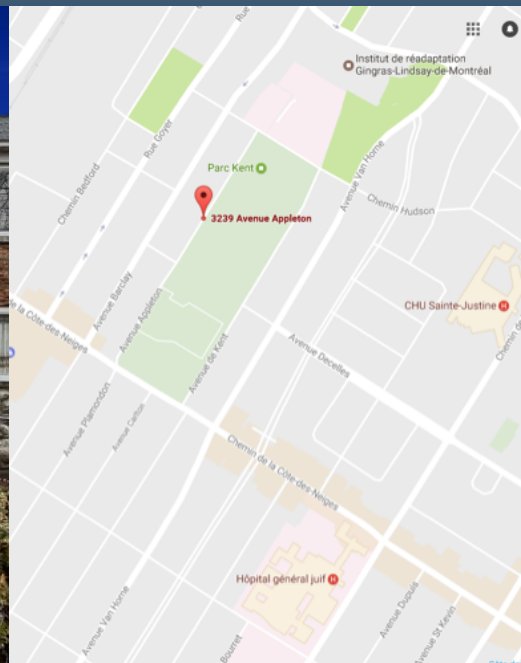 Rue
Institut de réadaptation
Gingras-Lindsay-de-Montréal
Rue Goyer
Parc Kent
Avenue Van Horne
Chemin Bedford
3239 Avenue Appleton
Chemin Hudson
CHU Sainte-Justine H
Chemin de
de la Côte-des-Neiges
Avenue Barclay
Avenue Appleton
Avenue de Kent
Avenue Decelles
Avenue Plamondon
Avenue Carlton
Chemin de la Côte-des-Neiges
Hôpital général juif H
Avenue Van Horne
Bourret
Avenue Dupuis
Avenue St Kevin